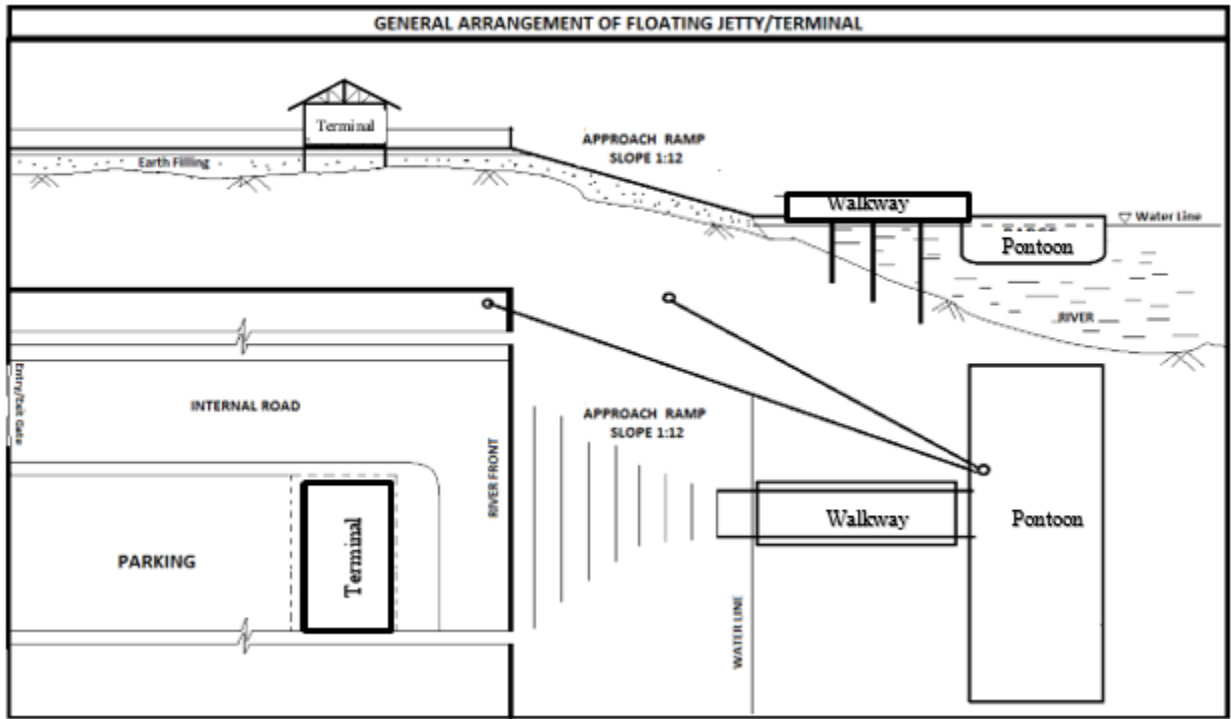 GENERAL ARRANGEMENT OF FLOATING JETTY/TERMINAL
Terminal
Earth Filling
APPROACH RAMP
SLOPE 1:12
Walkway
Water Line
Pontoon
RIVER
Entry/Exit Gate
INTERNAL ROAD
RIVER FRONT
APPROACH RAMP
SLOPE 1:12
PARKING
Terminal
WATER LINE
Walkway
Pontoon